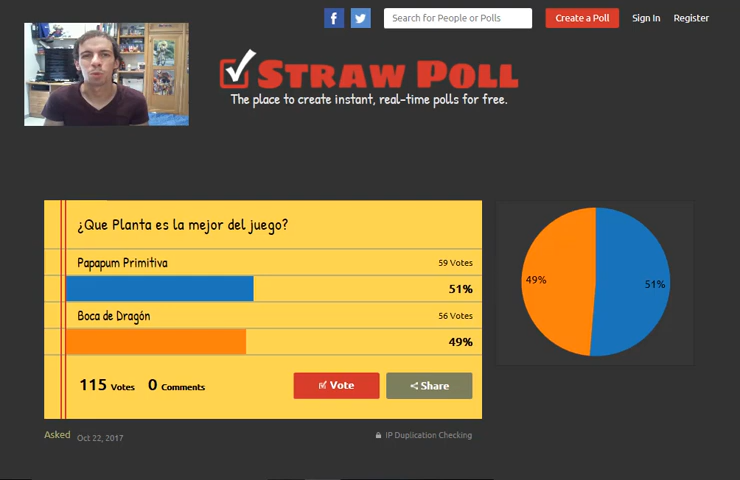 Search for People or Polls
Create a Poll
Sign In
Register
STRAW POLL
The place to create instant, real-time polls for free.
¿Que Planta es la mejor del juego?
Papapum Primitiva
59 Votes
51%
Boca de Dragón
56 Votes
49%
115 Votes 0 Comments
Vote
Share
Asked Oct 22, 2017
IP Duplication Checking
49%
51%